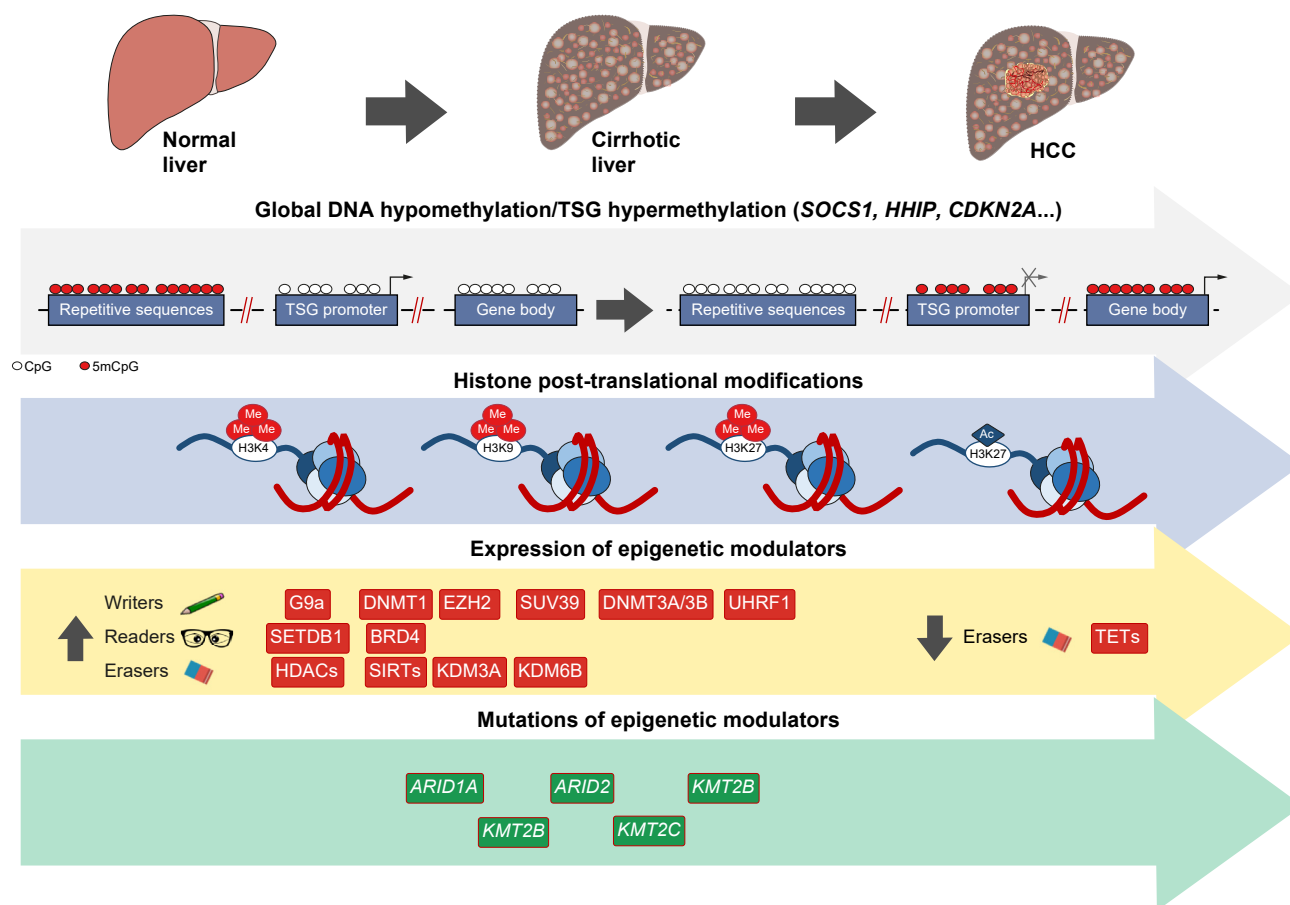 Normal
liver
Cirrhotic
liver
HCC
Global DNA hypomethylation/TSG hypermethylation (SOCS1, HHIP, CDKN2A...)
Repetitive sequences
TSG promoter
Gene body
Repetitive sequences
TSG promoter
Gene body
CpG
5mCpG
Histone post-translational modifications
Me
Me Me
H3K4
Me
Me Me
H3K9
Me
Me Me
H3K27
Ac
H3K27
Expression of epigenetic modulators
Writers G9a DNMT1 EZH2 SUV39 DNMT3A/3B UHRF1
Readers SETDB1 BRD4
Erasers HDACs SIRTs KDM3A KDM6B
Erasers TETs
Mutations of epigenetic modulators
ARID1A ARID2 KMT2B
KMT2B KMT2C